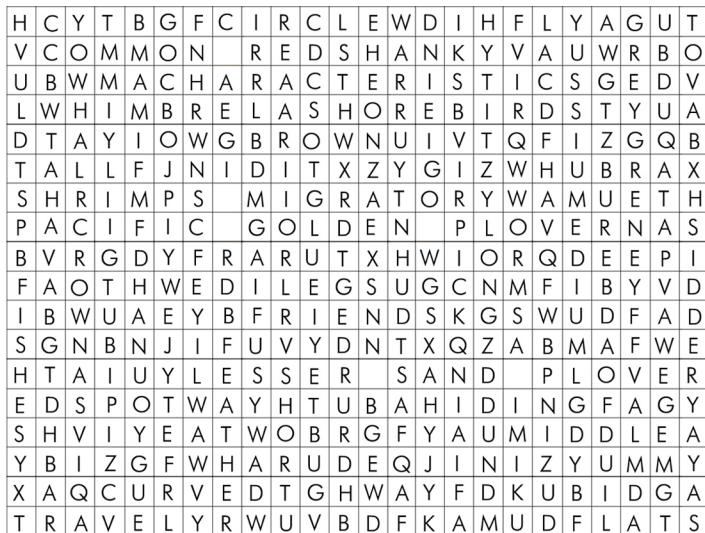 H C Y T B G F C I R C L E W D I H F L Y A G U T
V C O M M O N   R E D S H A N K Y V A U W R B O
U B W M A C H A R A C T E R I S T I C S G E D V
L W H I M B R E L A S H O R E B I R D S T Y U A
D T A Y I O W G B R O W N U I V T Q F I Z G Q B
T A L L F J N I D I T X Z Y G I Z W H U B R A X
S H R I M P S   M I G R A T O R Y W A M U E T H
P A C I F I C   G O L D E N   P L O V E R N A S
B V R G D Y F R A R U T X H W I O R Q D E E P I
F A O T H W E D I L E G S U G C N M F I B Y V D
I B W U A E Y B F R I E N D S K G S W U D F A D
S G N B N J I F U V Y D N T X Q Z A B M A F W E
H T A I U Y L E S S E R   S A N D   P L O V E R
E D S P O T W A Y H T U B A H I D I N G F A G Y
S H V I Y E A T W O B R G F Y A U M I D D L E A
Y B I Z G F W H A R U D E Q J I N I Z Y U M M Y
X A Q C U R V E D T G H W A Y F D K U B I D G A
T R A V E L Y R W U V B D F K A M U D F L A T S